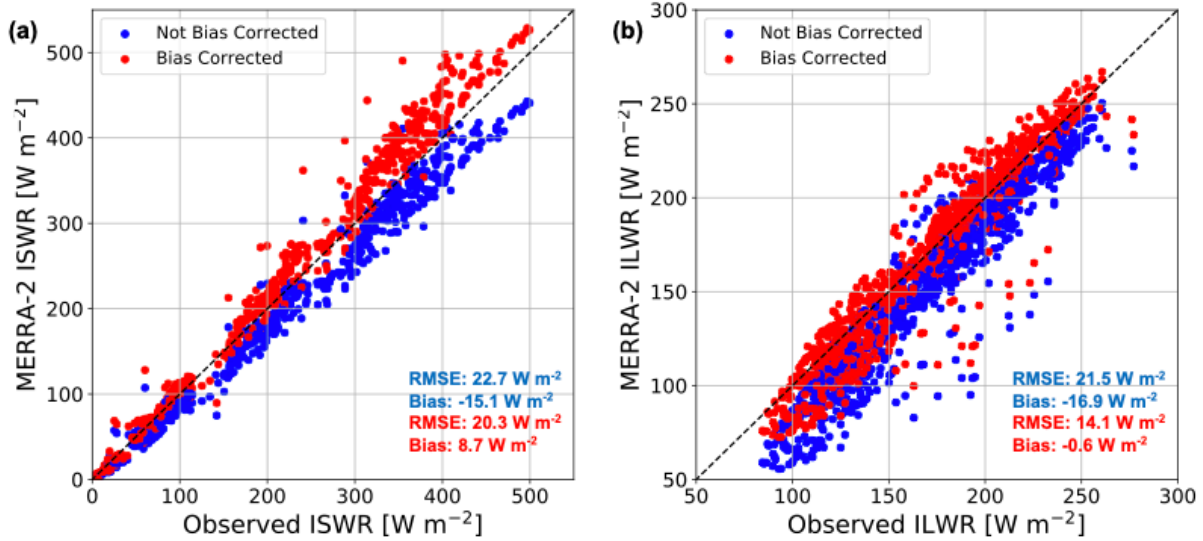 (a)
Not Bias Corrected
Bias Corrected
500
400
300
200
100
0
MERRA-2 ISWR [W m⁻²]
RMSE: 22.7 W m⁻²
Bias: -15.1 W m⁻²
RMSE: 20.3 W m⁻²
Bias: 8.7 W m⁻²
0 100 200 300 400 500
Observed ISWR [W m⁻²]
(b)
Not Bias Corrected
Bias Corrected
300
250
200
150
100
50
MERRA-2 ILWR [W m⁻²]
RMSE: 21.5 W m⁻²
Bias: -16.9 W m⁻²
RMSE: 14.1 W m⁻²
Bias: -0.6 W m⁻²
50 100 150 200 250 300
Observed ILWR [W m⁻²]